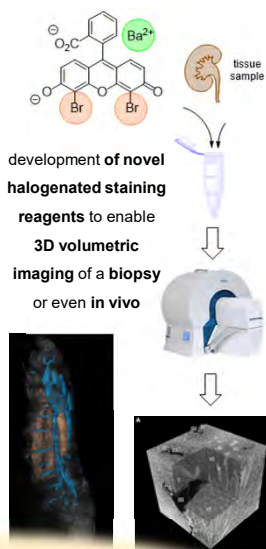 ⊖
CO₂
Ba²⁺
⊖
O
O
O
Br
Br
tissue
sample
development of novel
halogenated staining
reagents to enable
3D volumetric
imaging of a biopsy
or even in vivo